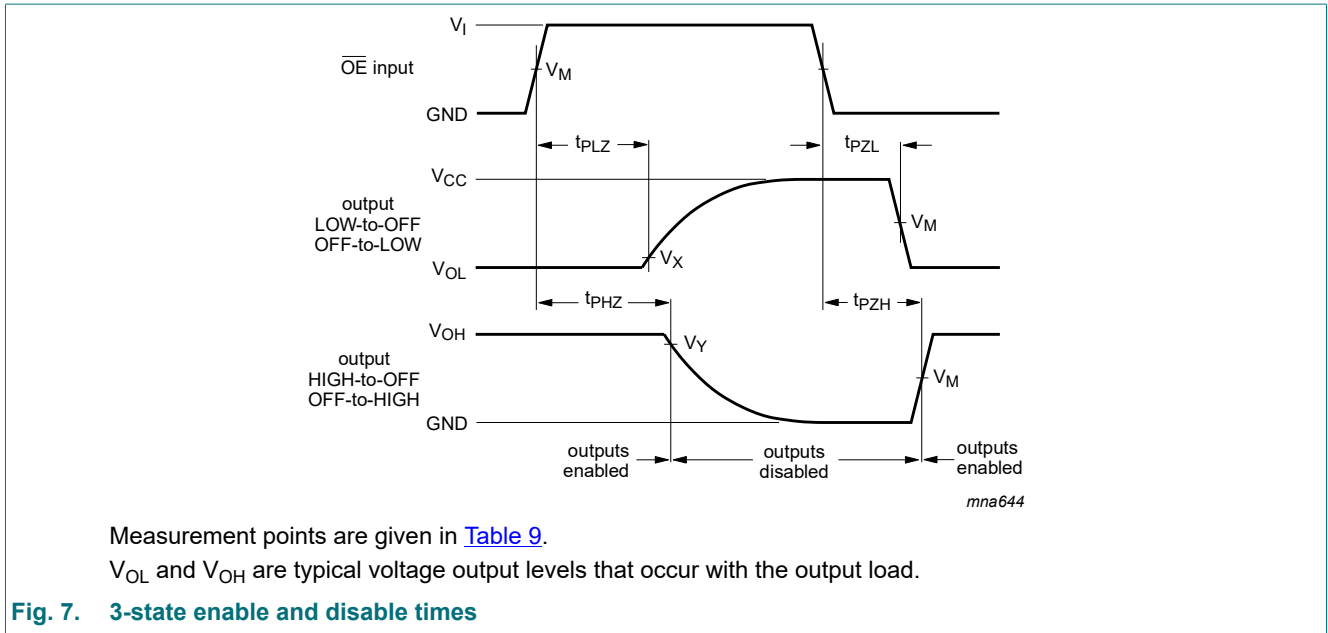 V_I
OE input
V_M
GND
t_PLZ
t_PZL
V_CC
output
LOW-to-OFF
OFF-to-LOW
V_M
V_X
V_OL
t_PHZ
t_PZH
V_OH
V_Y
output
HIGH-to-OFF
OFF-to-HIGH
V_M
GND
outputs
enabled
outputs
disabled
outputs
enabled
mna644
Measurement points are given in Table 9.
V_OL and V_OH are typical voltage output levels that occur with the output load.
Fig. 7. 3-state enable and disable times